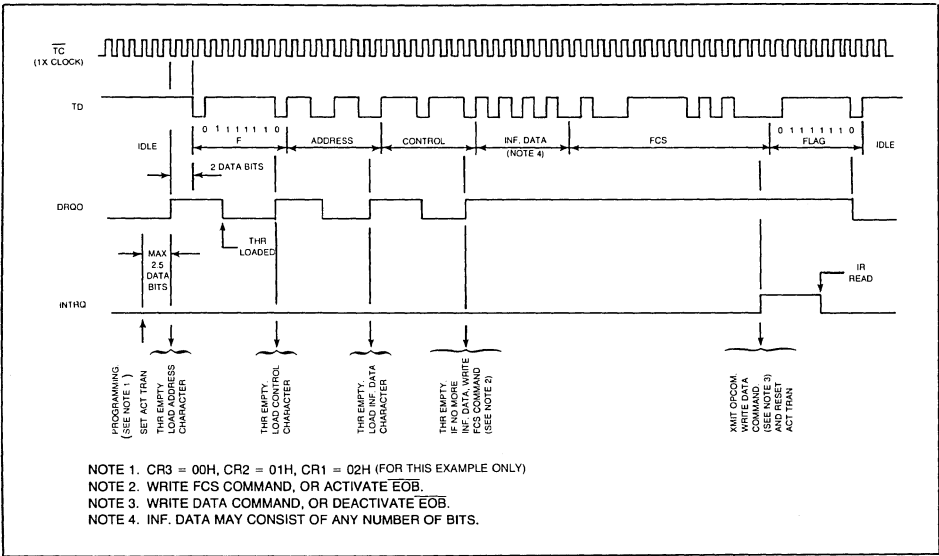 TC
(1X CLOCK)
TD
0 1 1 1 1 1 1 0
0 1 1 1 1 1 1 0
IDLE
F
ADDRESS
CONTROL
INF. DATA
(NOTE 4)
FCS
FLAG
IDLE
2 DATA BITS
DRQO
THR
LOADED
MAX
2.5
DATA
BITS
IR
READ
INTRQ
PROGRAMMING.
(SEE NOTE 1)
SET ACT TRAN
THR EMPTY.
LOAD ADDRESS
CHARACTER
THR EMPTY.
LOAD CONTROL
CHARACTER
THR EMPTY.
LOAD INF. DATA
CHARACTER
THR EMPTY.
IF NO MORE
INF. DATA, WRITE
FCS COMMAND
(SEE NOTE 2)
XMIT OPCOM.
WRITE DATA
COMMAND.
(SEE NOTE 3)
AND RESET
ACT TRAN
NOTE 1. CR3 = 00H, CR2 = 01H, CR1 = 02H (FOR THIS EXAMPLE ONLY)
NOTE 2. WRITE FCS COMMAND, OR ACTIVATE EOB.
NOTE 3. WRITE DATA COMMAND, OR DEACTIVATE EOB.
NOTE 4. INF. DATA MAY CONSIST OF ANY NUMBER OF BITS.